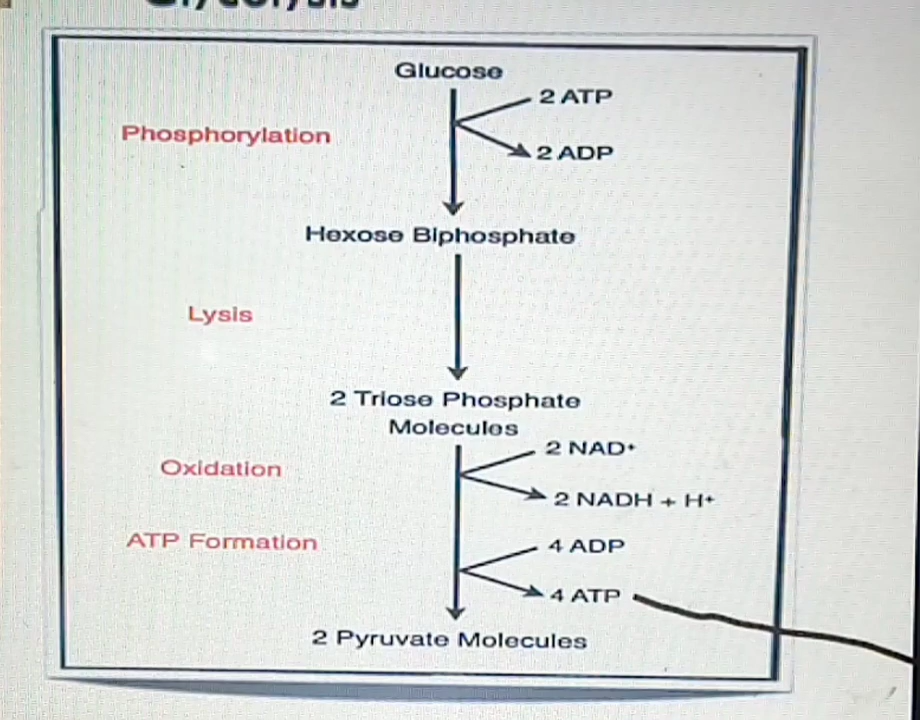 Glycolysis
Glucose
2 ATP
Phosphorylation
2 ADP
Hexose Biphosphate
Lysis
2 Triose Phosphate
Molecules
2 NAD+
Oxidation
2 NADH + H+
ATP Formation
4 ADP
4 ATP
2 Pyruvate Molecules